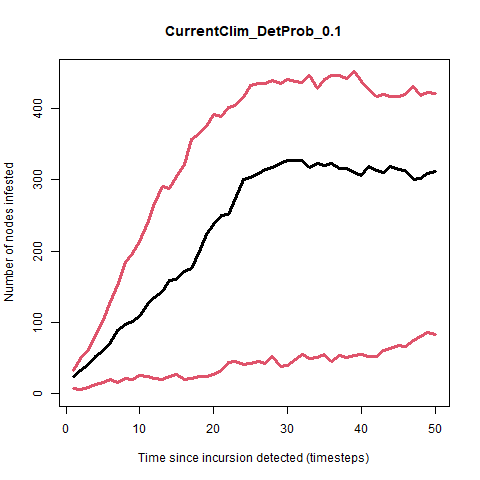 CurrentClim_DetProb_0.1
Number of nodes infested
400
300
200
100
0
0 10 20 30 40 50
Time since incursion detected (timesteps)